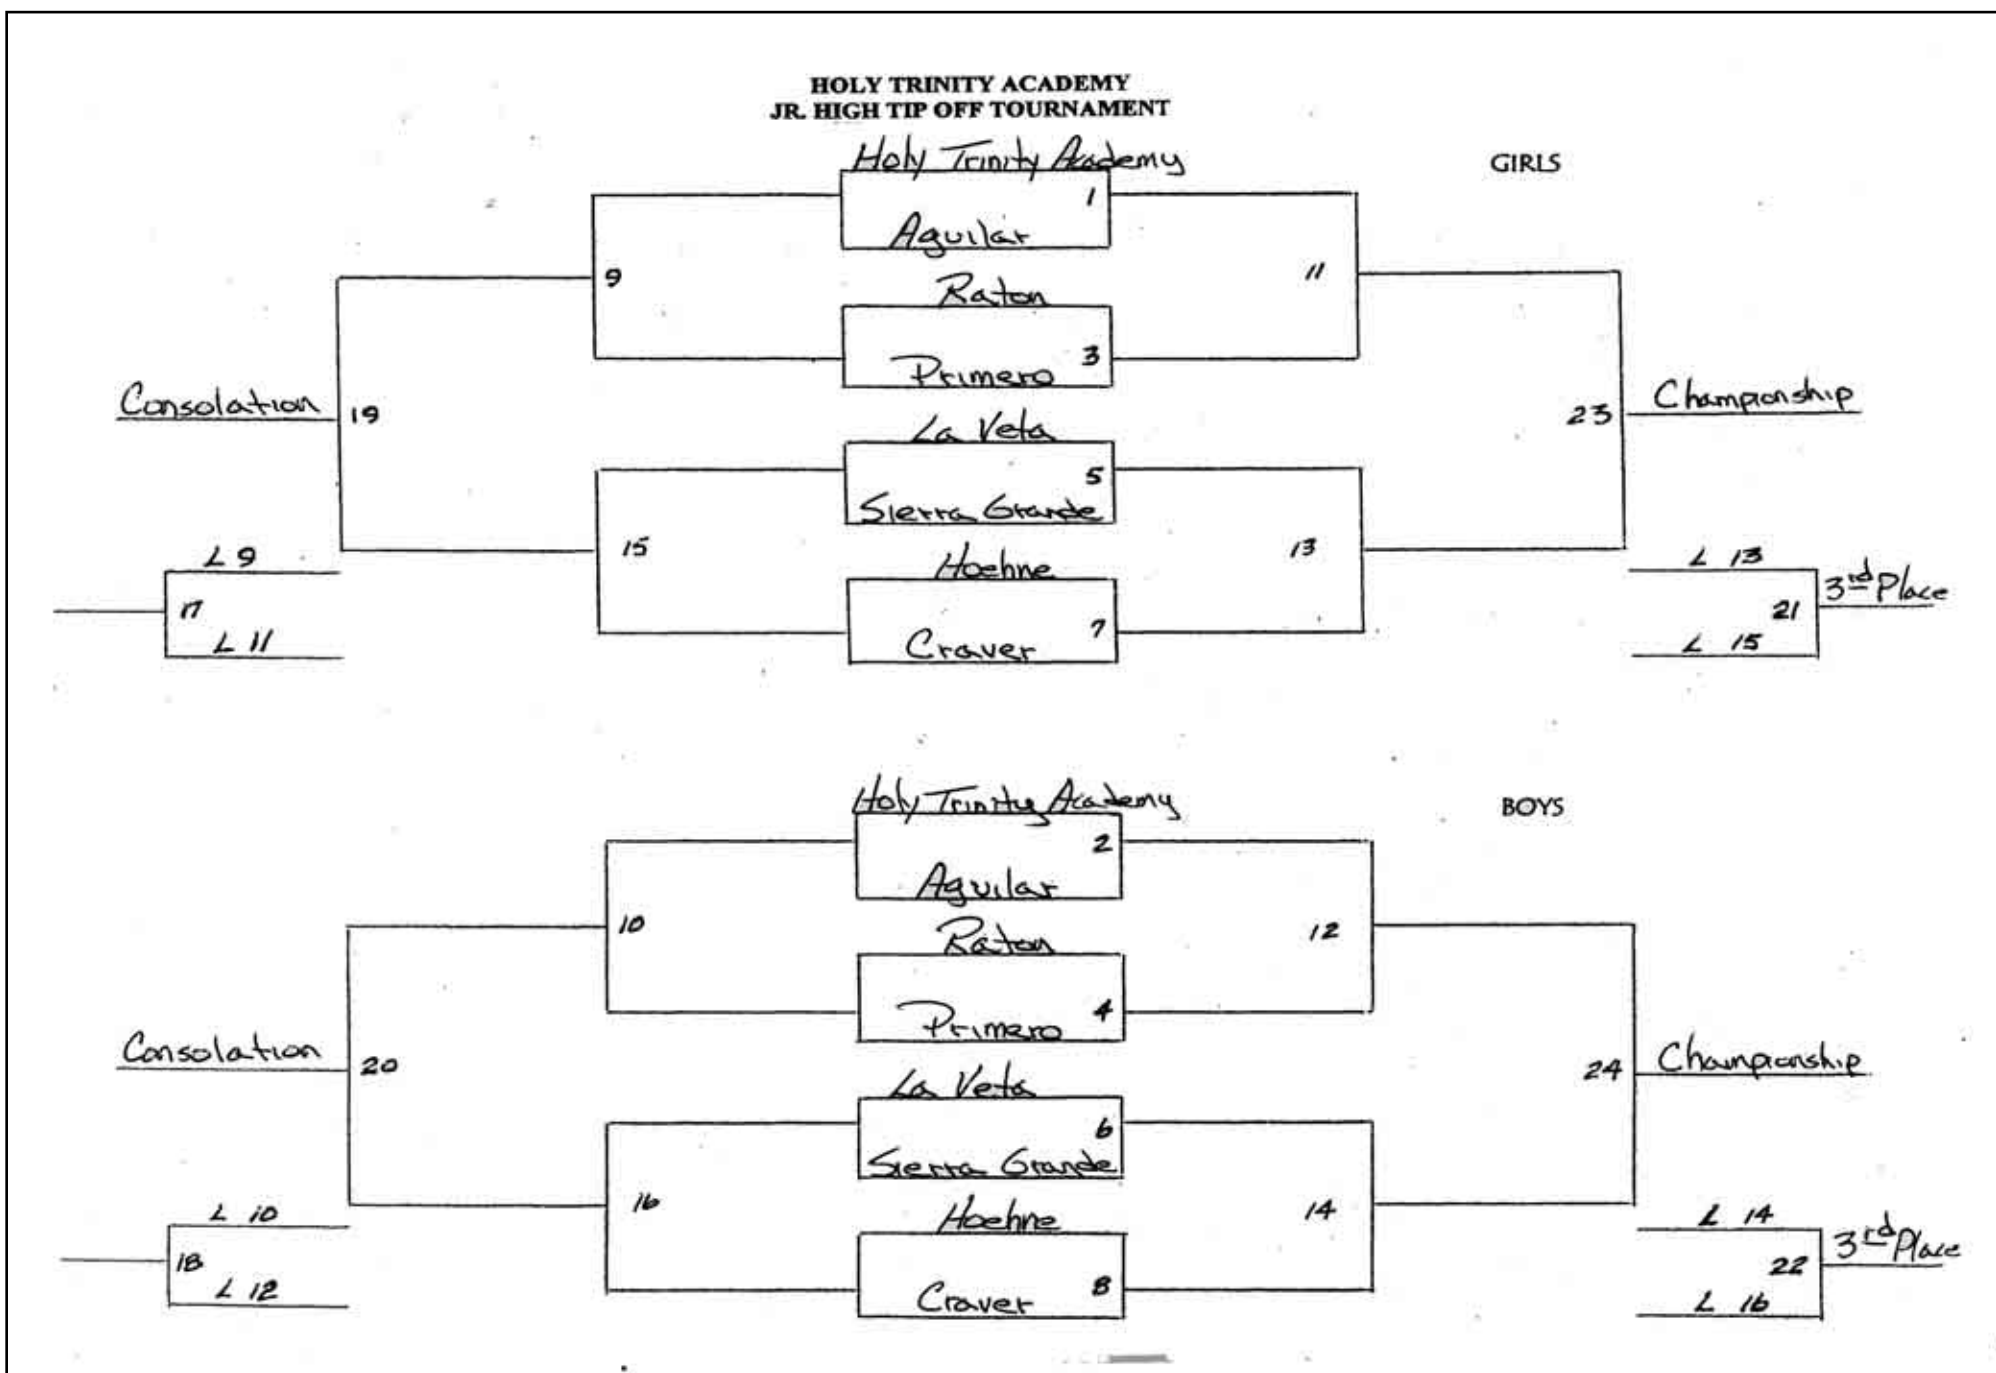 HOLY TRINITY ACADEMY
JR. HIGH TIP OFF TOURNAMENT
GIRLS
Holy Trinity Academy
1
Aguilar
9
11
Raton
3
Primero
Consolation
19
23
Championship
La Veta
5
Sierra Grande
15
13
Hoehne
7
Craver
L 9
17
L 11
L 13
21
3rd Place
L 15
BOYS
Holy Trinity Academy
2
Aguilar
10
12
Raton
4
Primero
Consolation
20
24
Championship
La Veta
6
Sierra Grande
16
14
Hoehne
8
Craver
L 10
18
L 12
L 14
22
3rd Place
L 16